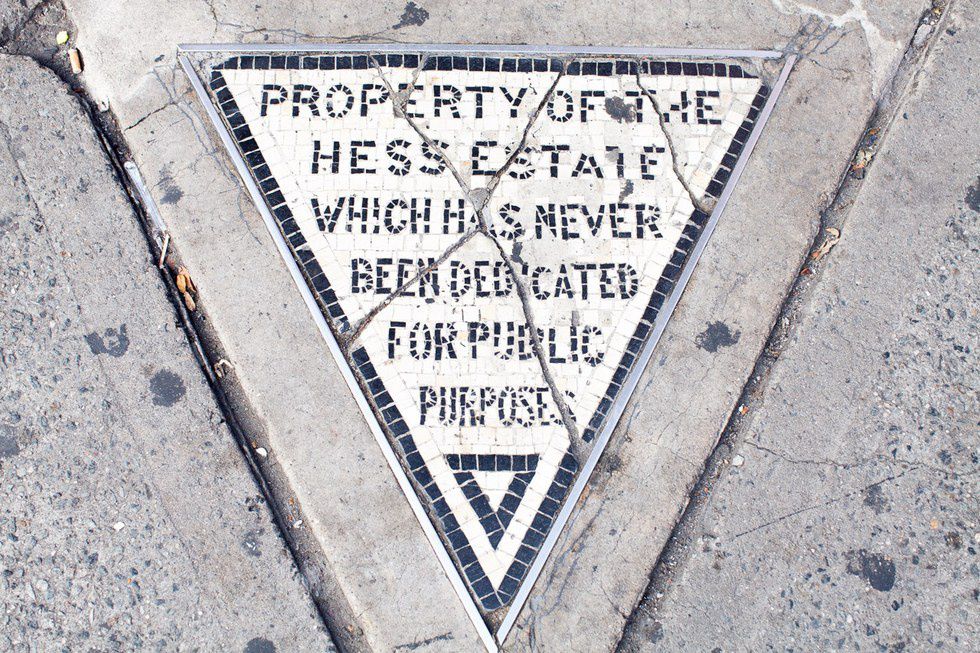 PROPERTY OF THE
HESS ESTATE
WHICH HAS NEVER
BEEN DEDICATED
FOR PUBLIC
PURPOSES